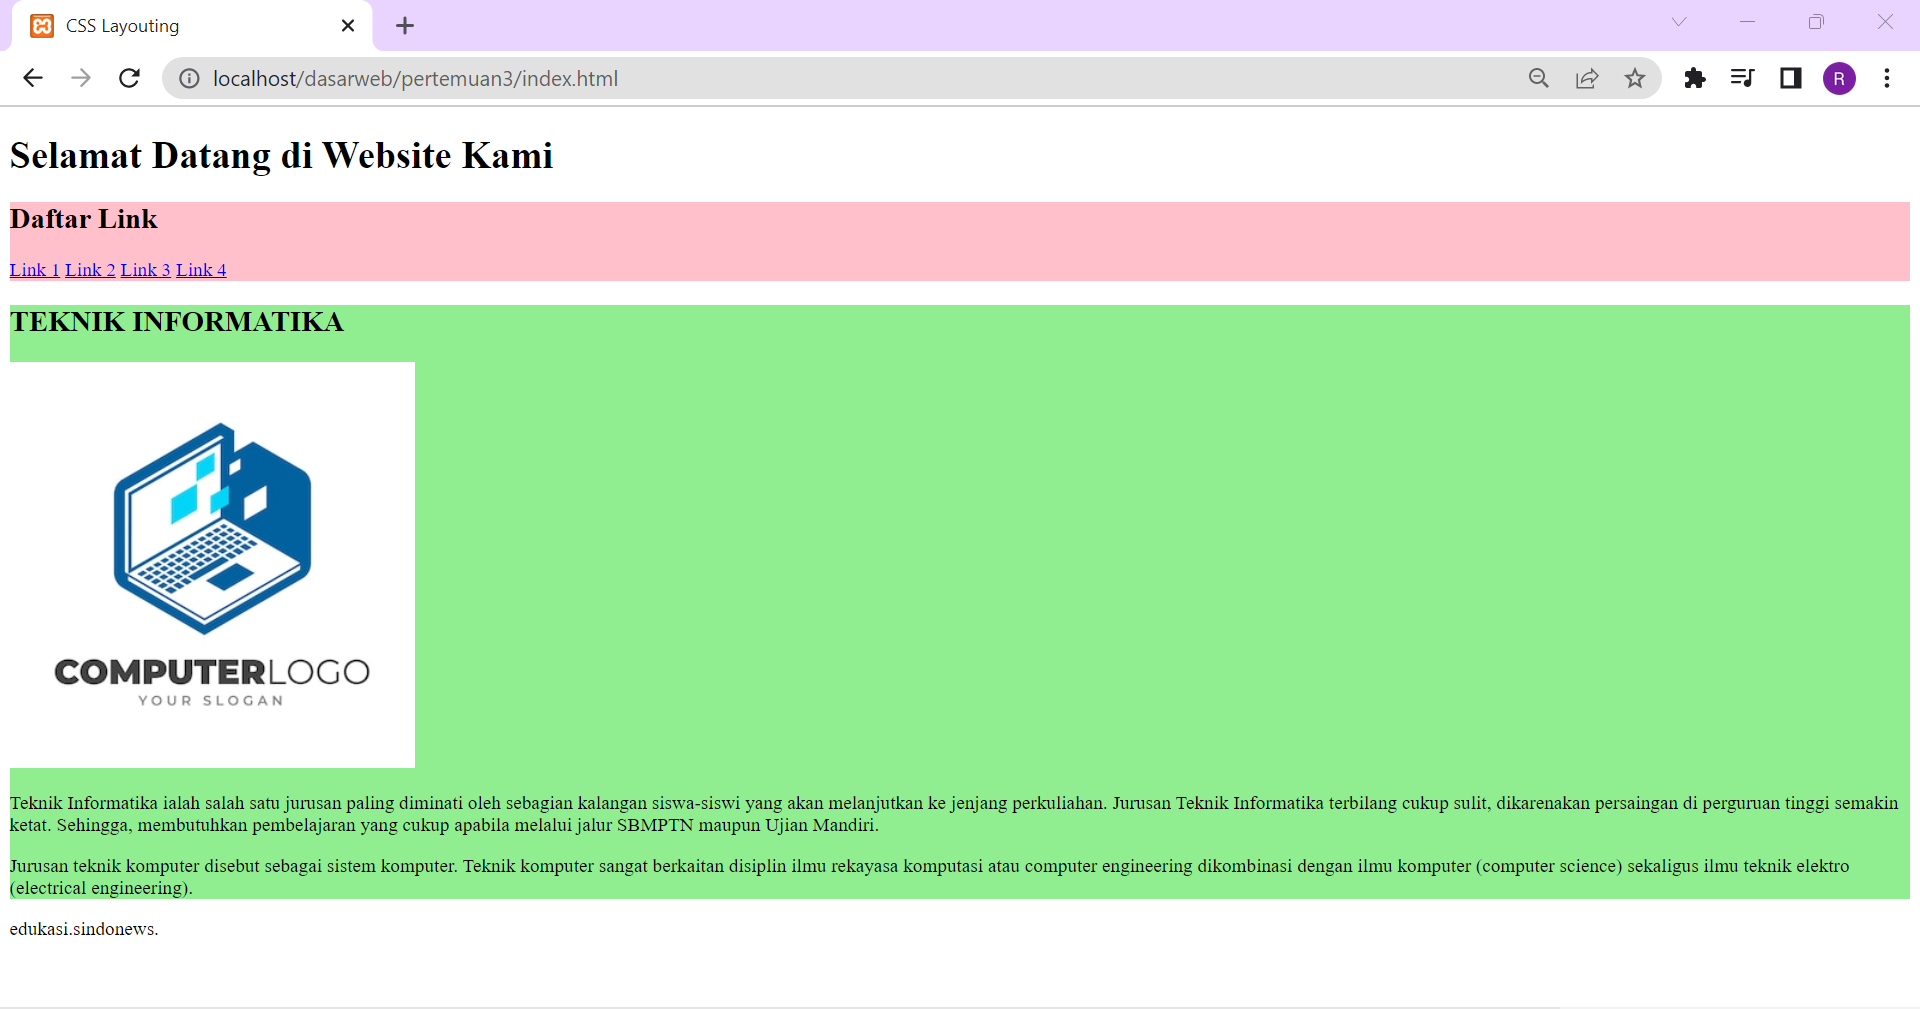 CSS Layouting
localhost/dasarweb/pertemuan3/index.html
R
Selamat Datang di Website Kami
Daftar Link
Link 1 Link 2 Link 3 Link 4
TEKNIK INFORMATIKA
COMPUTERLOGO
YOUR SLOGAN
Teknik Informatika ialah salah satu jurusan paling diminati oleh sebagian kalangan siswa-siswi yang akan melanjutkan ke jenjang perkuliahan. Jurusan Teknik Informatika terbilang cukup sulit, dikarenakan persaingan di perguruan tinggi semakin
ketat. Sehingga, membutuhkan pembelajaran yang cukup apabila melalui jalur SBMPTN maupun Ujian Mandiri.
Jurusan teknik komputer disebut sebagai sistem komputer. Teknik komputer sangat berkaitan disiplin ilmu rekayasa komputasi atau computer engineering dikombinasi dengan ilmu komputer (computer science) sekaligus ilmu teknik elektro
(electrical engineering).
edukasi.sindonews.